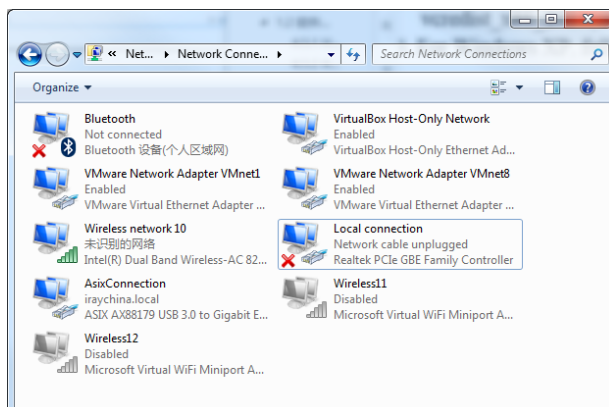 Net... Network Conne...
Search Network Connections
Organize
Bluetooth
Not connected
Bluetooth 设备(个人区域网)
VirtualBox Host-Only Network
Enabled
VirtualBox Host-Only Ethernet Ad...
VMware Network Adapter VMnet1
Enabled
VMware Virtual Ethernet Adapter ...
VMware Network Adapter VMnet8
Enabled
VMware Virtual Ethernet Adapter ...
Wireless network 10
未识别的网络
Intel(R) Dual Band Wireless-AC 82...
Local connection
Network cable unplugged
Realtek PCIe GBE Family Controller
AsixConnection
iraychina.local
ASIX AX88179 USB 3.0 to Gigabit E...
Wireless11
Disabled
Microsoft Virtual WiFi Miniport A...
Wireless12
Disabled
Microsoft Virtual WiFi Miniport A...